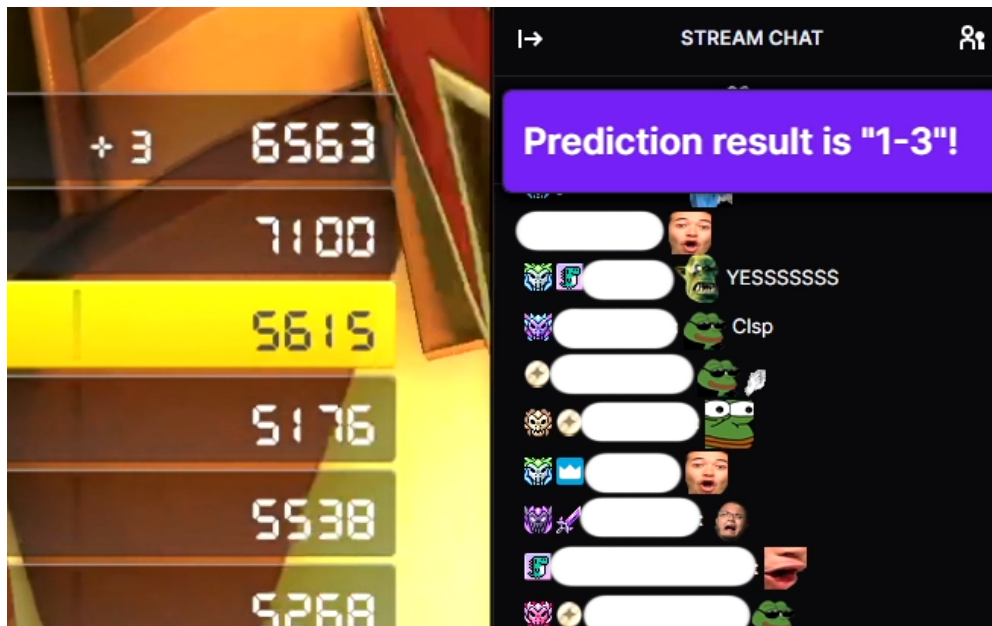 + 3 6563
7100
5615
5176
5538
5268
STREAM CHAT
Prediction result is "1-3"!
YESSSSSSS
Clsp